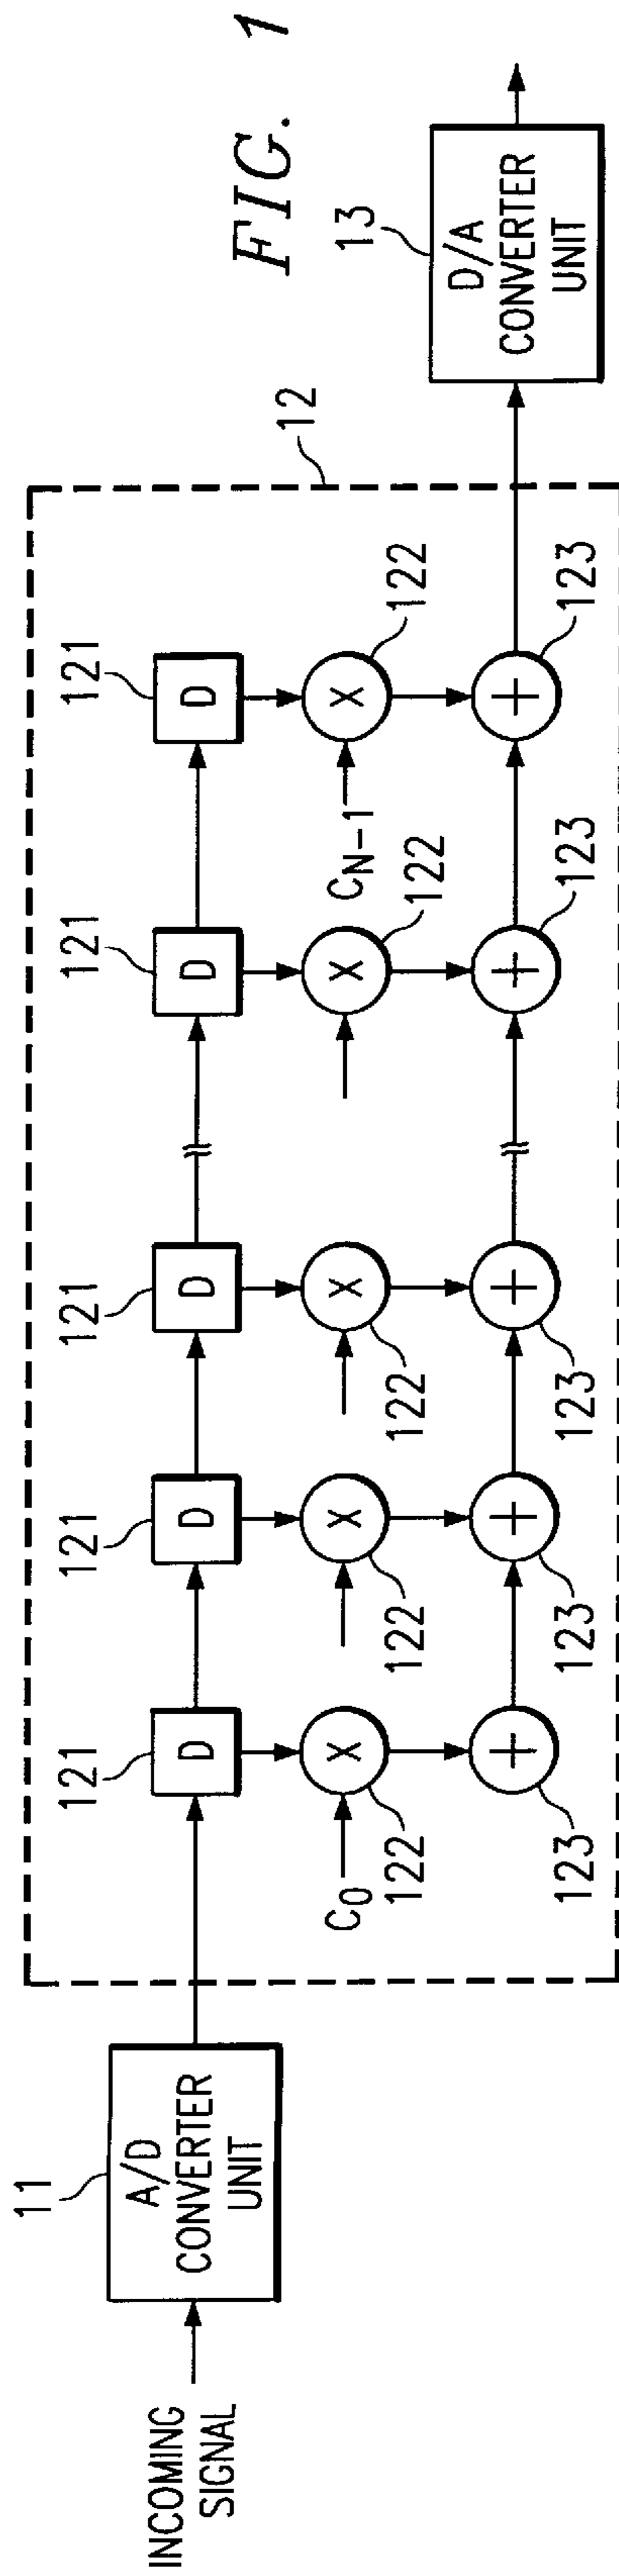 FIG. 1
INCOMING
SIGNAL
11
A/D
CONVERTER
UNIT
12
121
121
121
121
121
D
D
D
D
D
X
X
X
X
X
C0
122
122
122
122
CN-1
122
+
+
+
+
+
123
123
123
123
123
13
D/A
CONVERTER
UNIT